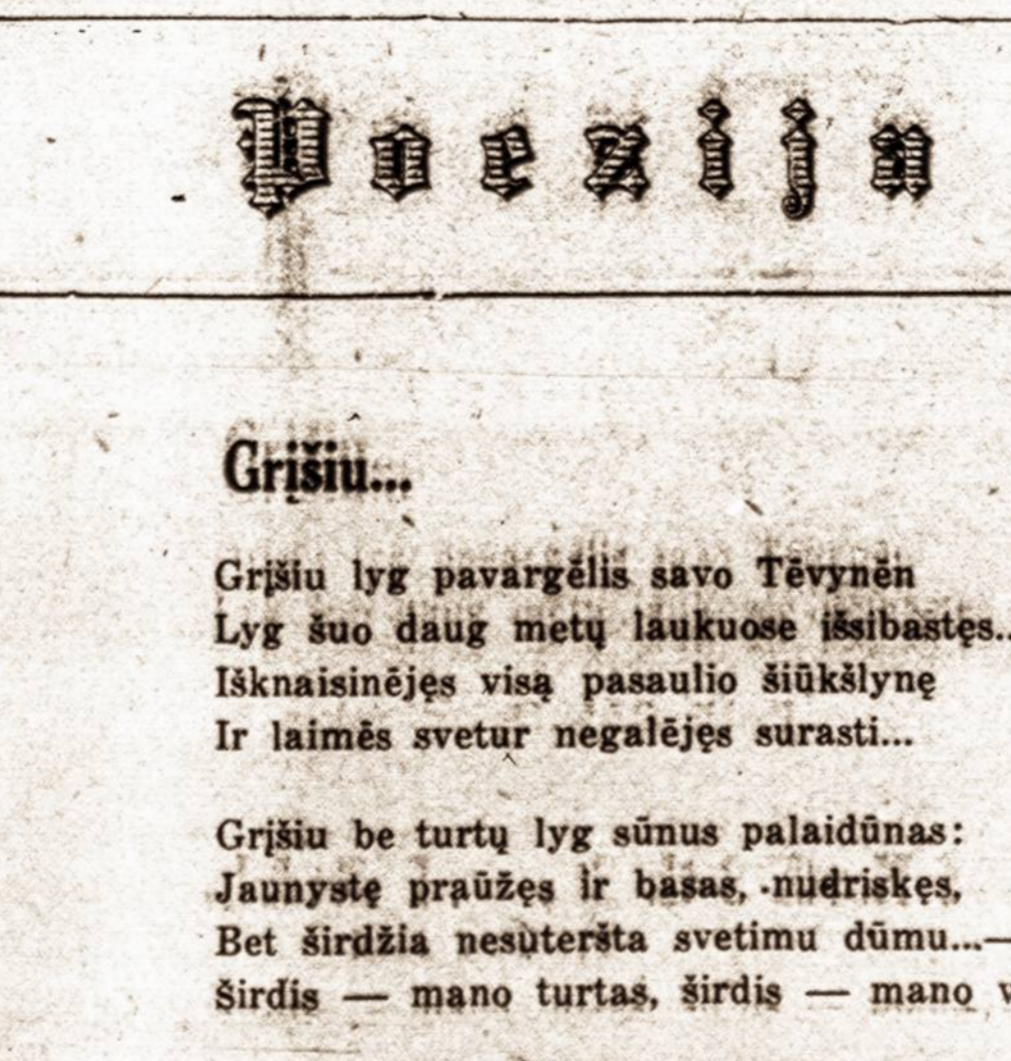 Poezija
Grįšiu...
Grįšiu lyg pavargėlis savo Tėvynėn
Lyg šuo daug metų laukuose išsibastęs..
Išknaisinėjęs visą pasaulio šiūkšlynę
Ir laimės svetur negalėjęs surasti...
Grįšiu be turtų lyg sūnus palaidūnas:
Jaunystę praūžęs ir basas, nudriskęs,
Bet širdžia nesuteršta svetimu dūmu...—
Širdis — mano turtas, širdis — mano